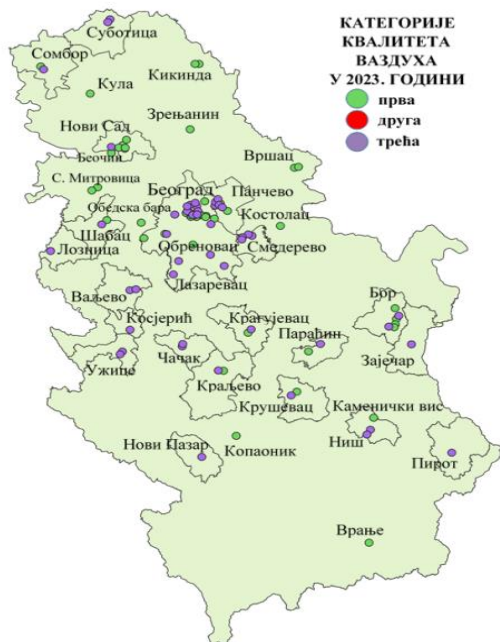 КАТЕГОРИЈЕ
КВАЛИТЕТА
ВАЗДУХА
У 2023. ГОДИНИ
прва
друга
трећа
Суботица
Сомбор
Кикинда
Кула
Зрењанин
Нови Сад
Беочин
Вршац
С. Митровица
Београд
Панчево
Обедска бара
Костолац
Шабац
Обреновац
Смедерево
Лозница
Лазаревац
Ваљево
Бор
Косјерић
Крагујевац
Параћин
Чачак
Зајечар
Ужице
Краљево
Крушевац
Каменички вис
Нови Пазар
Копаоник
Ниш
Пирот
Врање